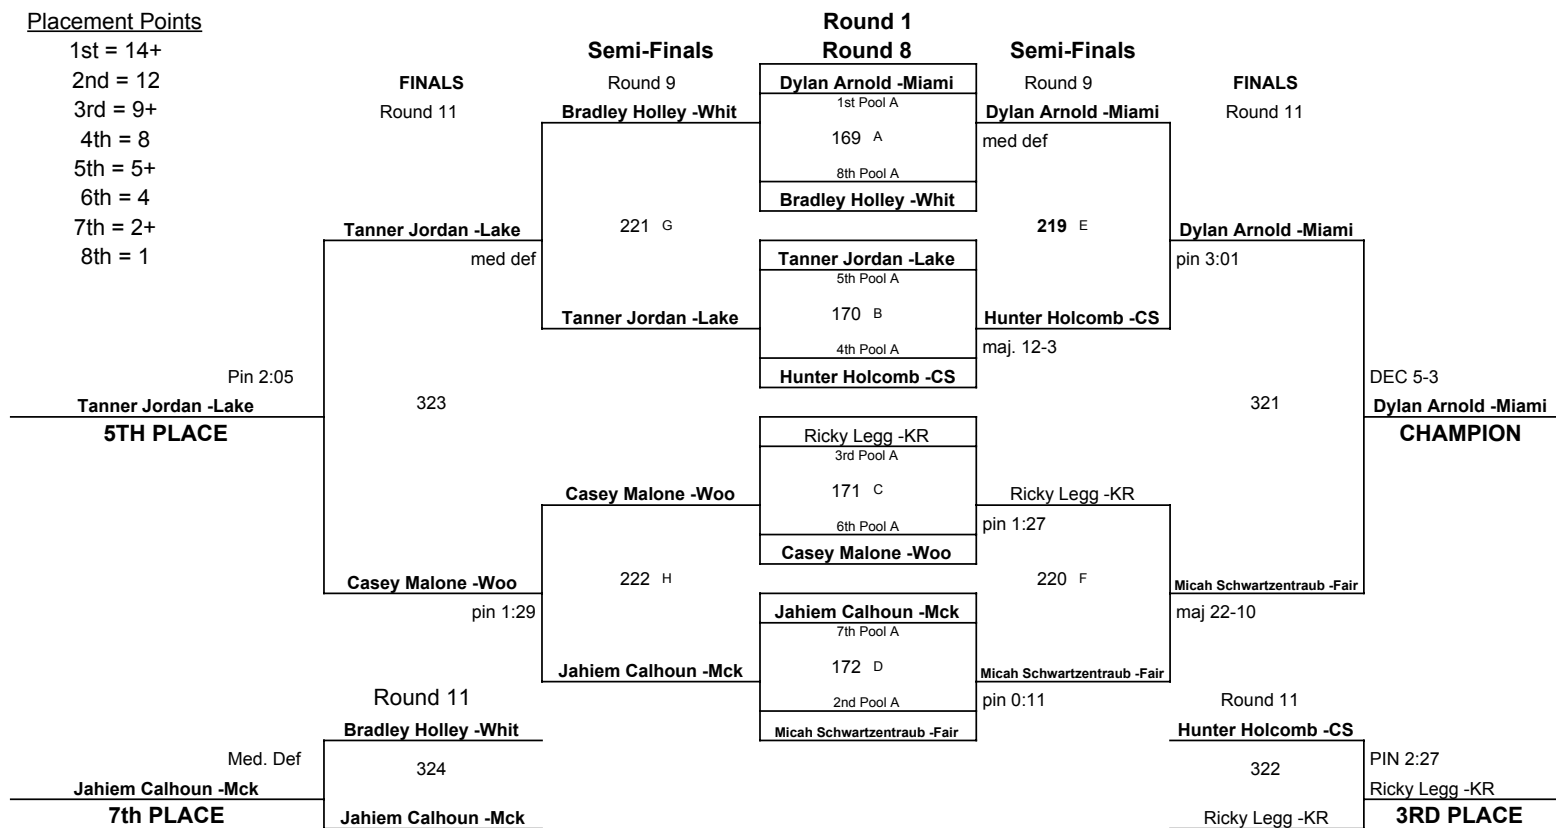 Placement Points
1st = 14+
2nd = 12
3rd = 9+
4th = 8
5th = 5+
6th = 4
7th = 2+
8th = 1
FINALS
Round 11
Semi-Finals
Round 9
Round 1
Round 8
Semi-Finals
Round 9
FINALS
Round 11
Dylan Arnold -Miami
1st Pool A
169 A
8th Pool A
Bradley Holley -Whit
Tanner Jordan -Lake
5th Pool A
170 B
4th Pool A
Hunter Holcomb -CS
Ricky Legg -KR
3rd Pool A
171 C
6th Pool A
Casey Malone -Woo
Jahiem Calhoun -Mck
7th Pool A
172 D
2nd Pool A
Micah Schwartzentraub -Fair
Bradley Holley -Whit
221 G
Tanner Jordan -Lake
Casey Malone -Woo
222 H
Jahiem Calhoun -Mck
Tanner Jordan -Lake
med def
323
Casey Malone -Woo
pin 1:29
Pin 2:05
Tanner Jordan -Lake
5TH PLACE
Round 11
Bradley Holley -Whit
324
Jahiem Calhoun -Mck
Med. Def
Jahiem Calhoun -Mck
7th PLACE
Dylan Arnold -Miami
med def
219 E
Hunter Holcomb -CS
maj. 12-3
Ricky Legg -KR
pin 1:27
220 F
Micah Schwartzentraub -Fair
pin 0:11
Dylan Arnold -Miami
pin 3:01
321
Micah Schwartzentraub -Fair
maj 22-10
DEC 5-3
Dylan Arnold -Miami
CHAMPION
Round 11
Hunter Holcomb -CS
322
Ricky Legg -KR
PIN 2:27
Ricky Legg -KR
3RD PLACE